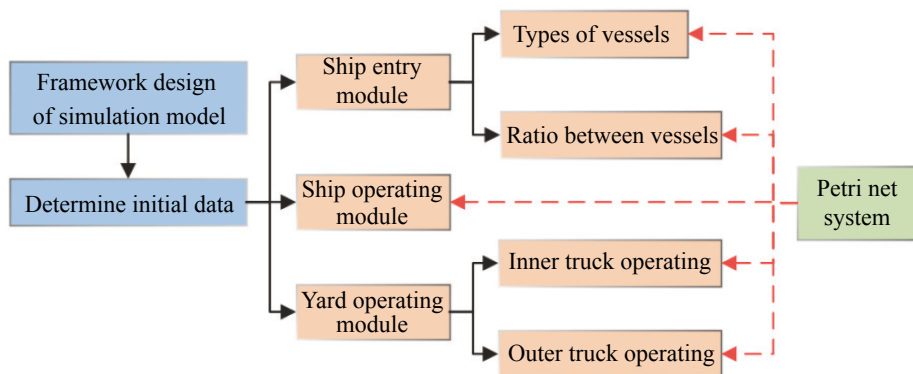 Framework design
of simulation model
Determine initial data
Ship entry
module
Types of vessels
Ratio between vessels
Ship operating
module
Yard operating
module
Inner truck operating
Outer truck operating
Petri net
system